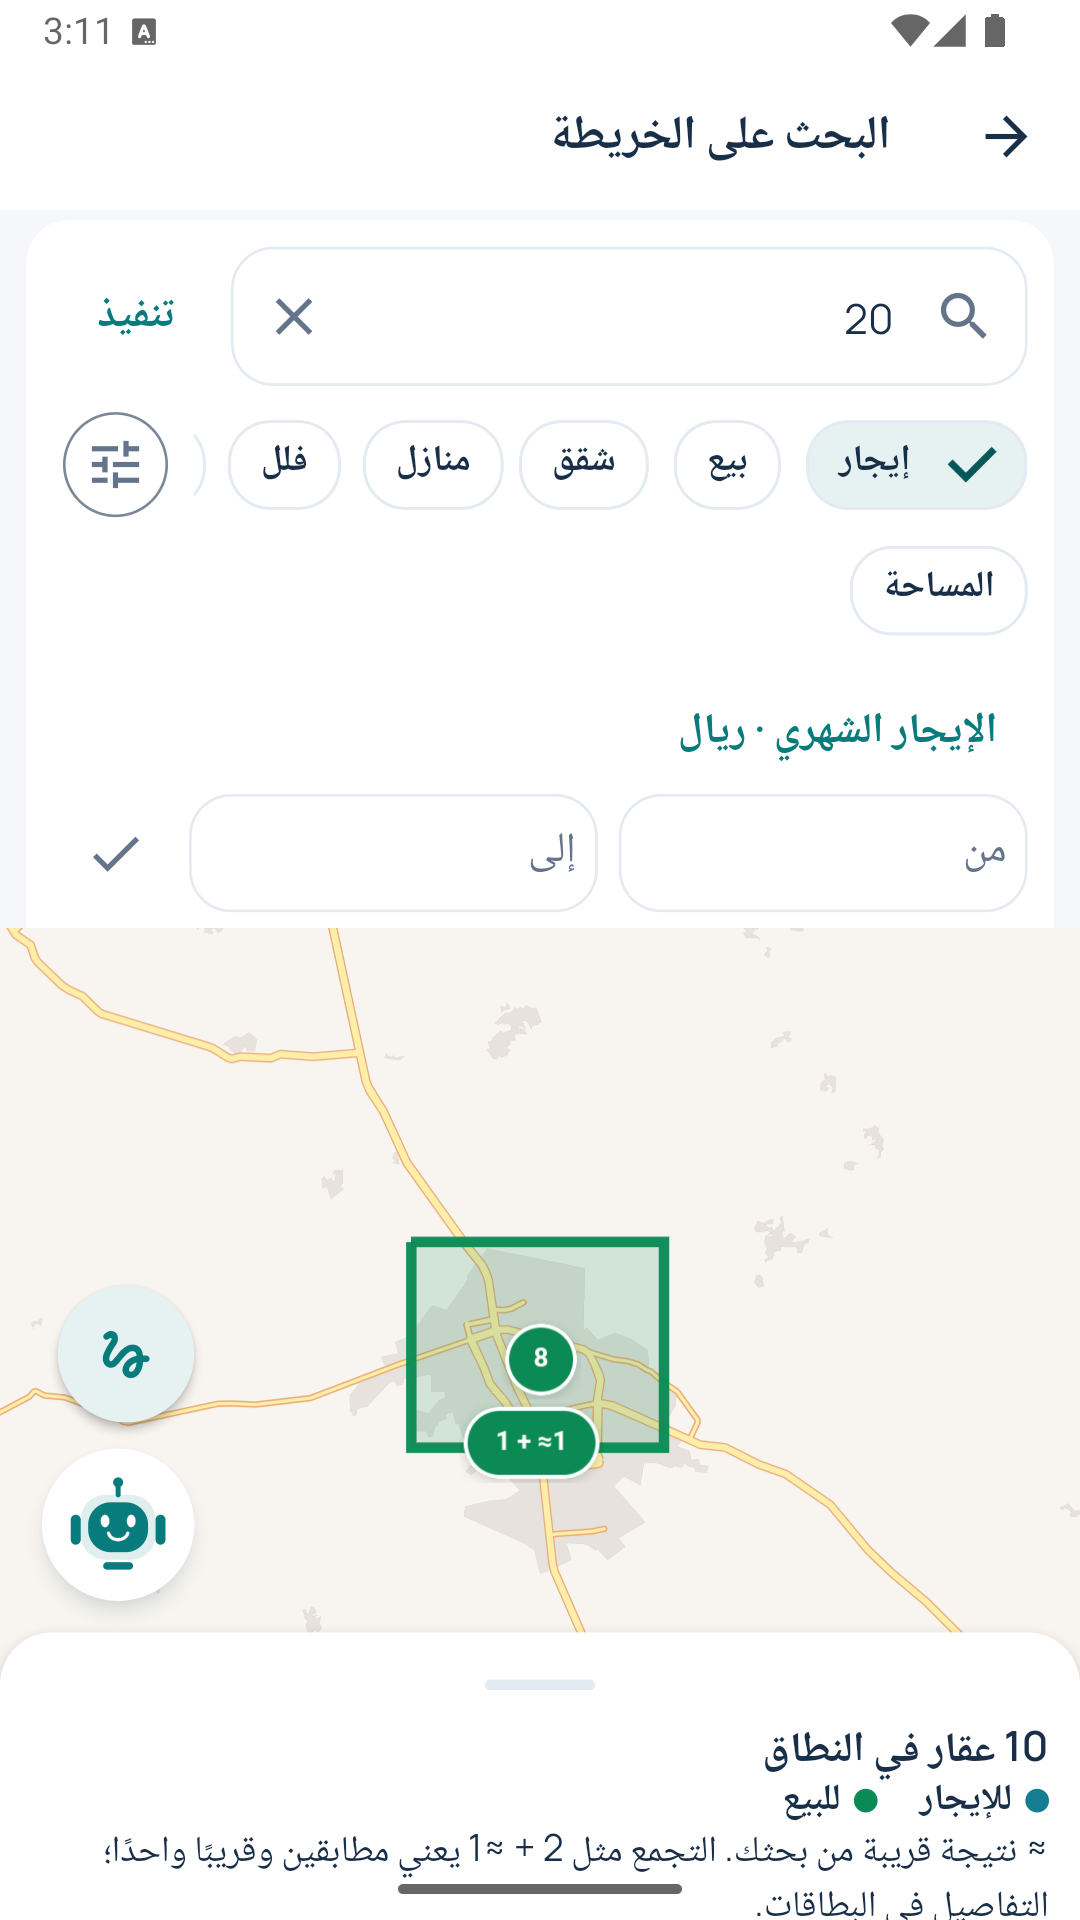 3:11
البحث على الخريطة
20
تنفيذ
إيجار
بيع
شقق
منازل
فلل
المساحة
الإيجار الشهري · ريال
من
إلى
8
1 + ≈1
10 عقار في النطاق
للإيجار
للبيع
≈ نتيجة قريبة من بحثك. التجمع مثل 2 + ≈1 يعني مطابقين وقريبًا واحدًا؛
التفاصيل في البطاقات.